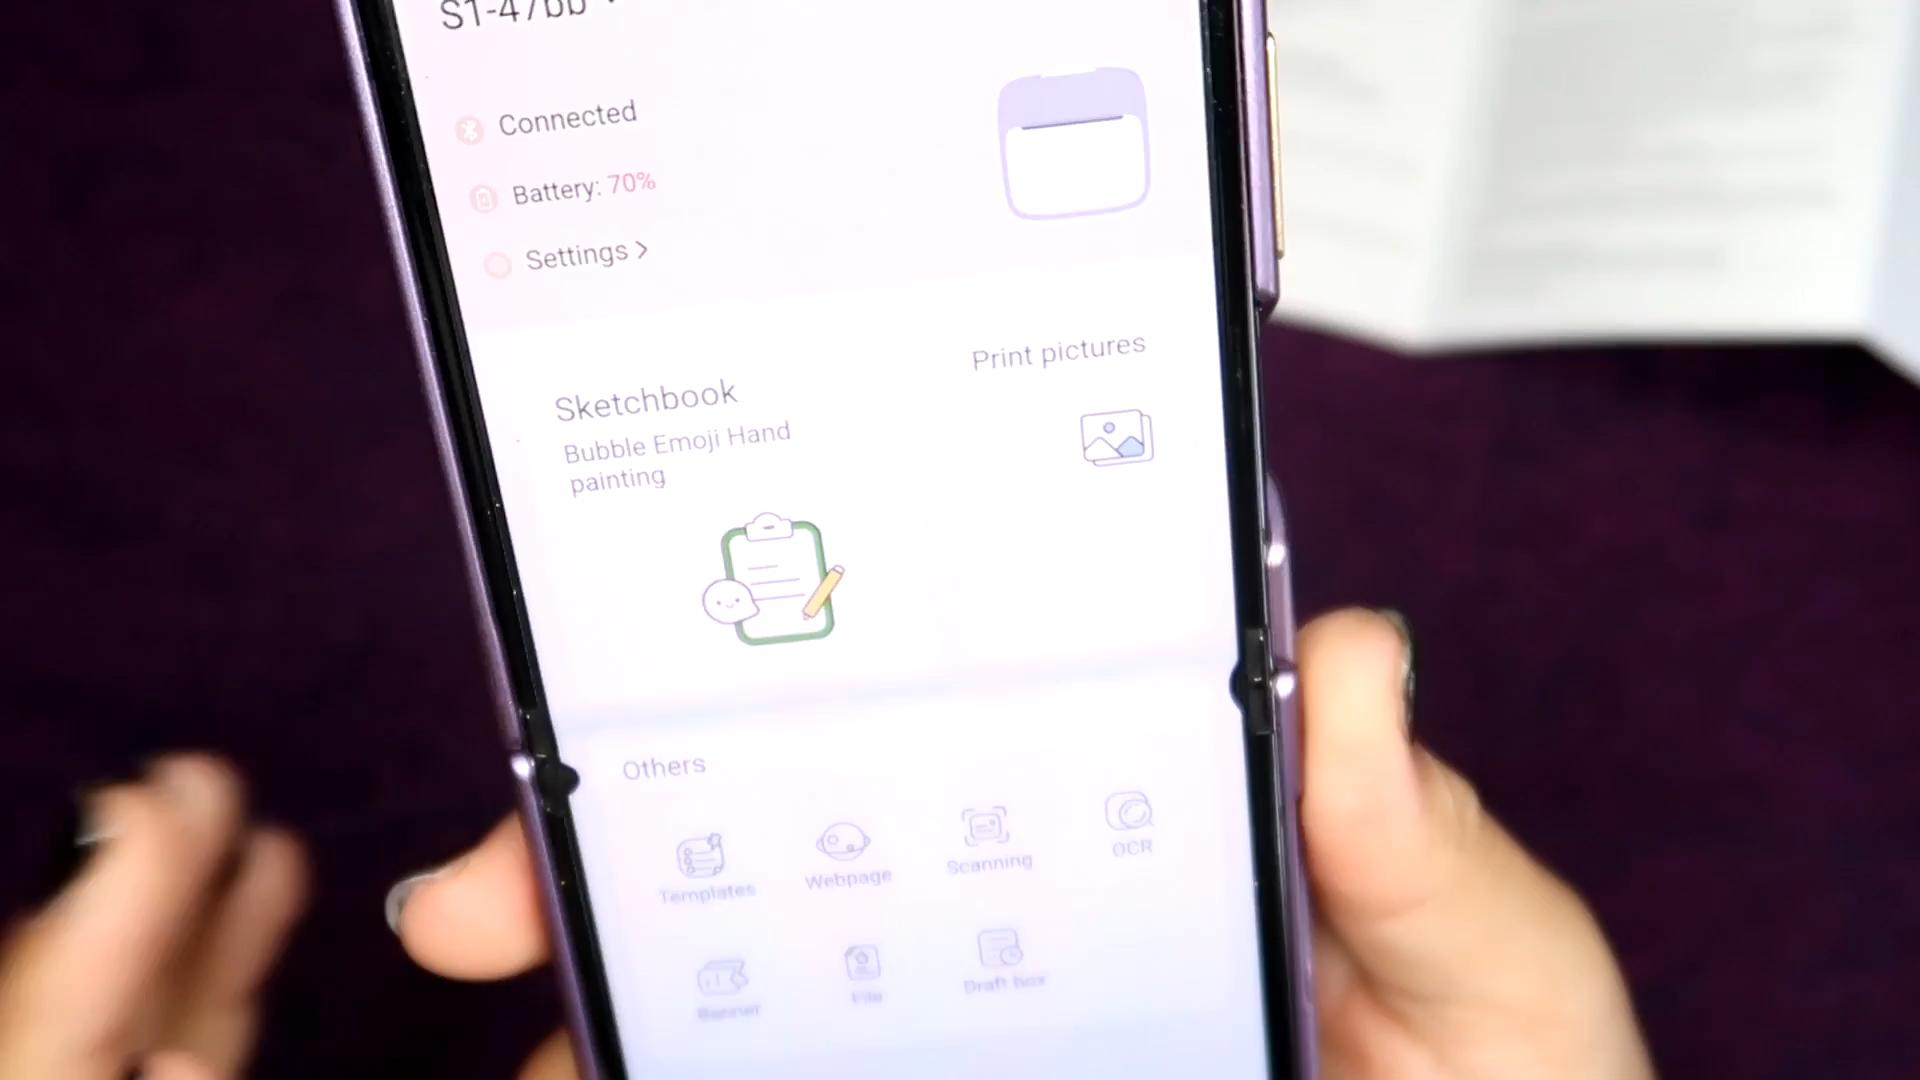 S1-47bb
Connected
Battery: 70%
Settings >
Print pictures
Sketchbook
Bubble Emoji Hand
painting
Others
Templates
Webpage
Scanning
OCR
Banner
File
Draft box